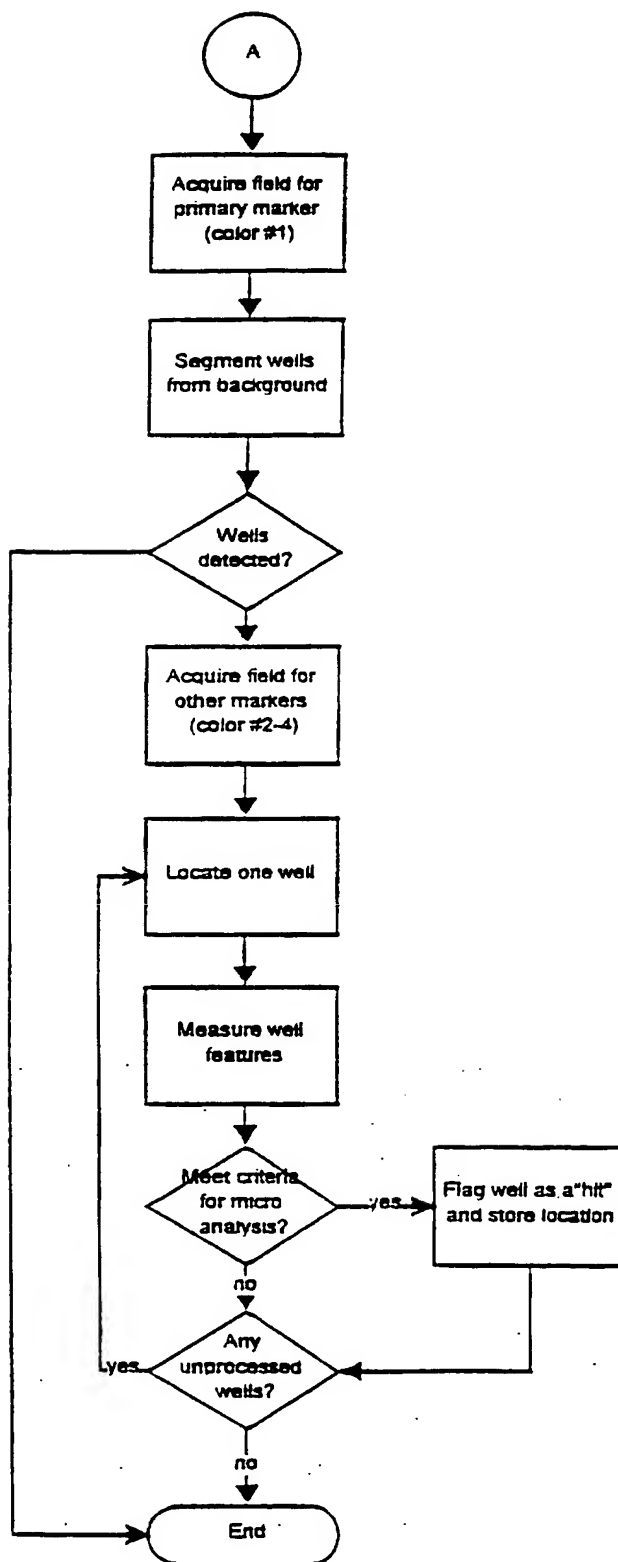 A
Acquire field for
primary marker
(color #1)
Segment wells
from background
Wells
detected?
Acquire field for
other markers
(color #2-4)
Locate one well
Measure well
features
Meet criteria
for micro
analysis?
yes
Flag well as a "hit"
and store location
no
Any
unprocessed
wells?
yes
no
End